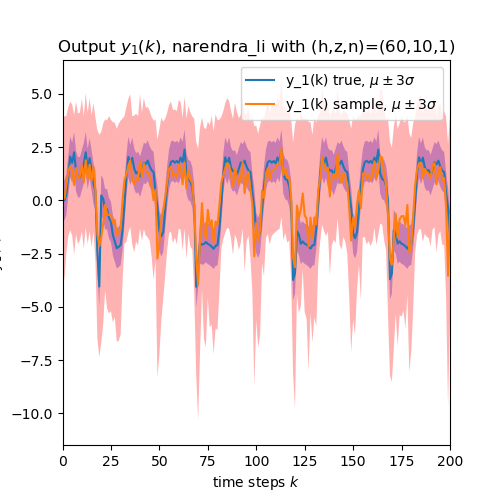 Output y₁(k), narendra_li with (h,z,n)=(60,10,1)
y_1(k) true, μ ± 3σ
y_1(k) sample, μ ± 3σ
5.0
2.5
0.0
−2.5
−5.0
−7.5
−10.0
0 25 50 75 100 125 150 175 200
time steps k